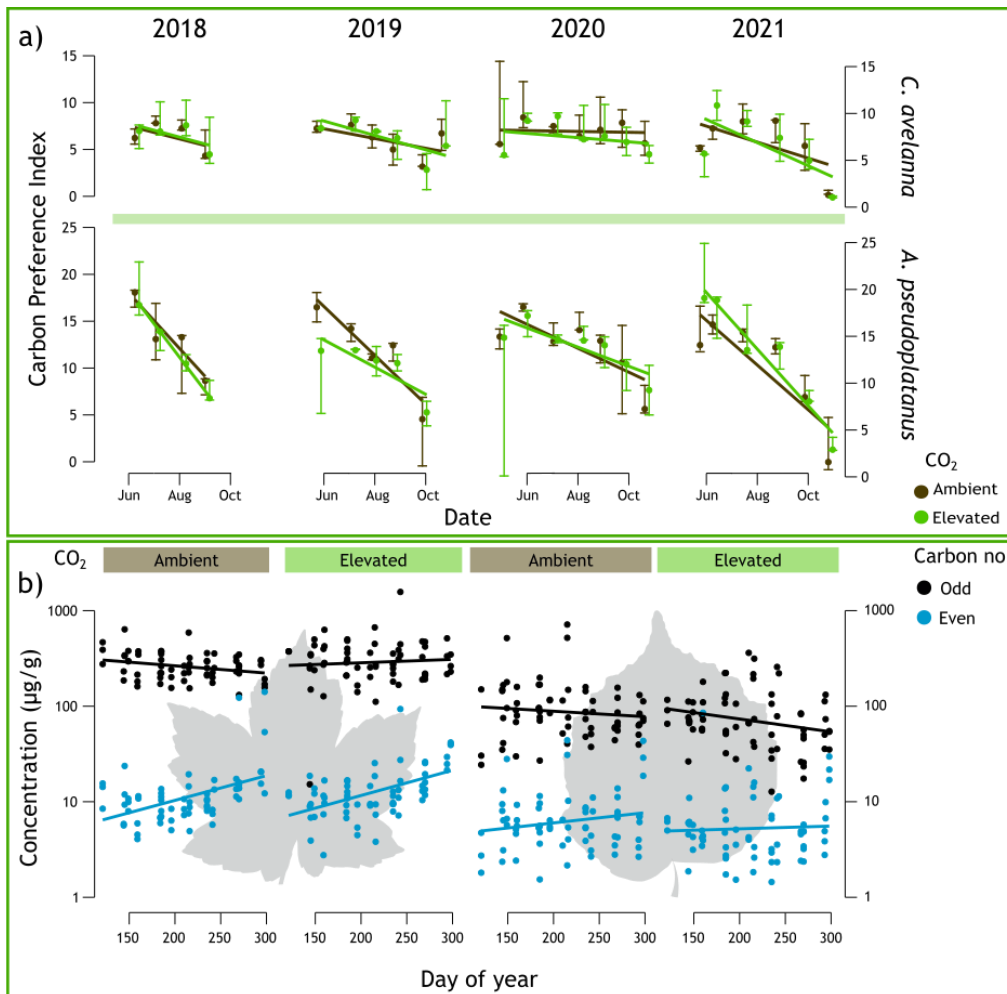 a)
2018 2019 2020 2021
Carbon Preference Index
15
10
5
0
15
10
5
0
C. avelanna
25
20
15
10
5
0
25
20
15
10
5
0
A. pseudoplatanus
Jun Aug Oct Jun Aug Oct Jun Aug Oct Jun Aug Oct
Date
CO₂
Ambient
Elevated
b)
CO₂ Ambient Elevated Ambient Elevated
Carbon no
Odd
Even
Concentration (µg/g)
1000
100
10
1
1000
100
10
1
150 200 250 300 150 200 250 300 150 200 250 300 150 200 250 300
Day of year